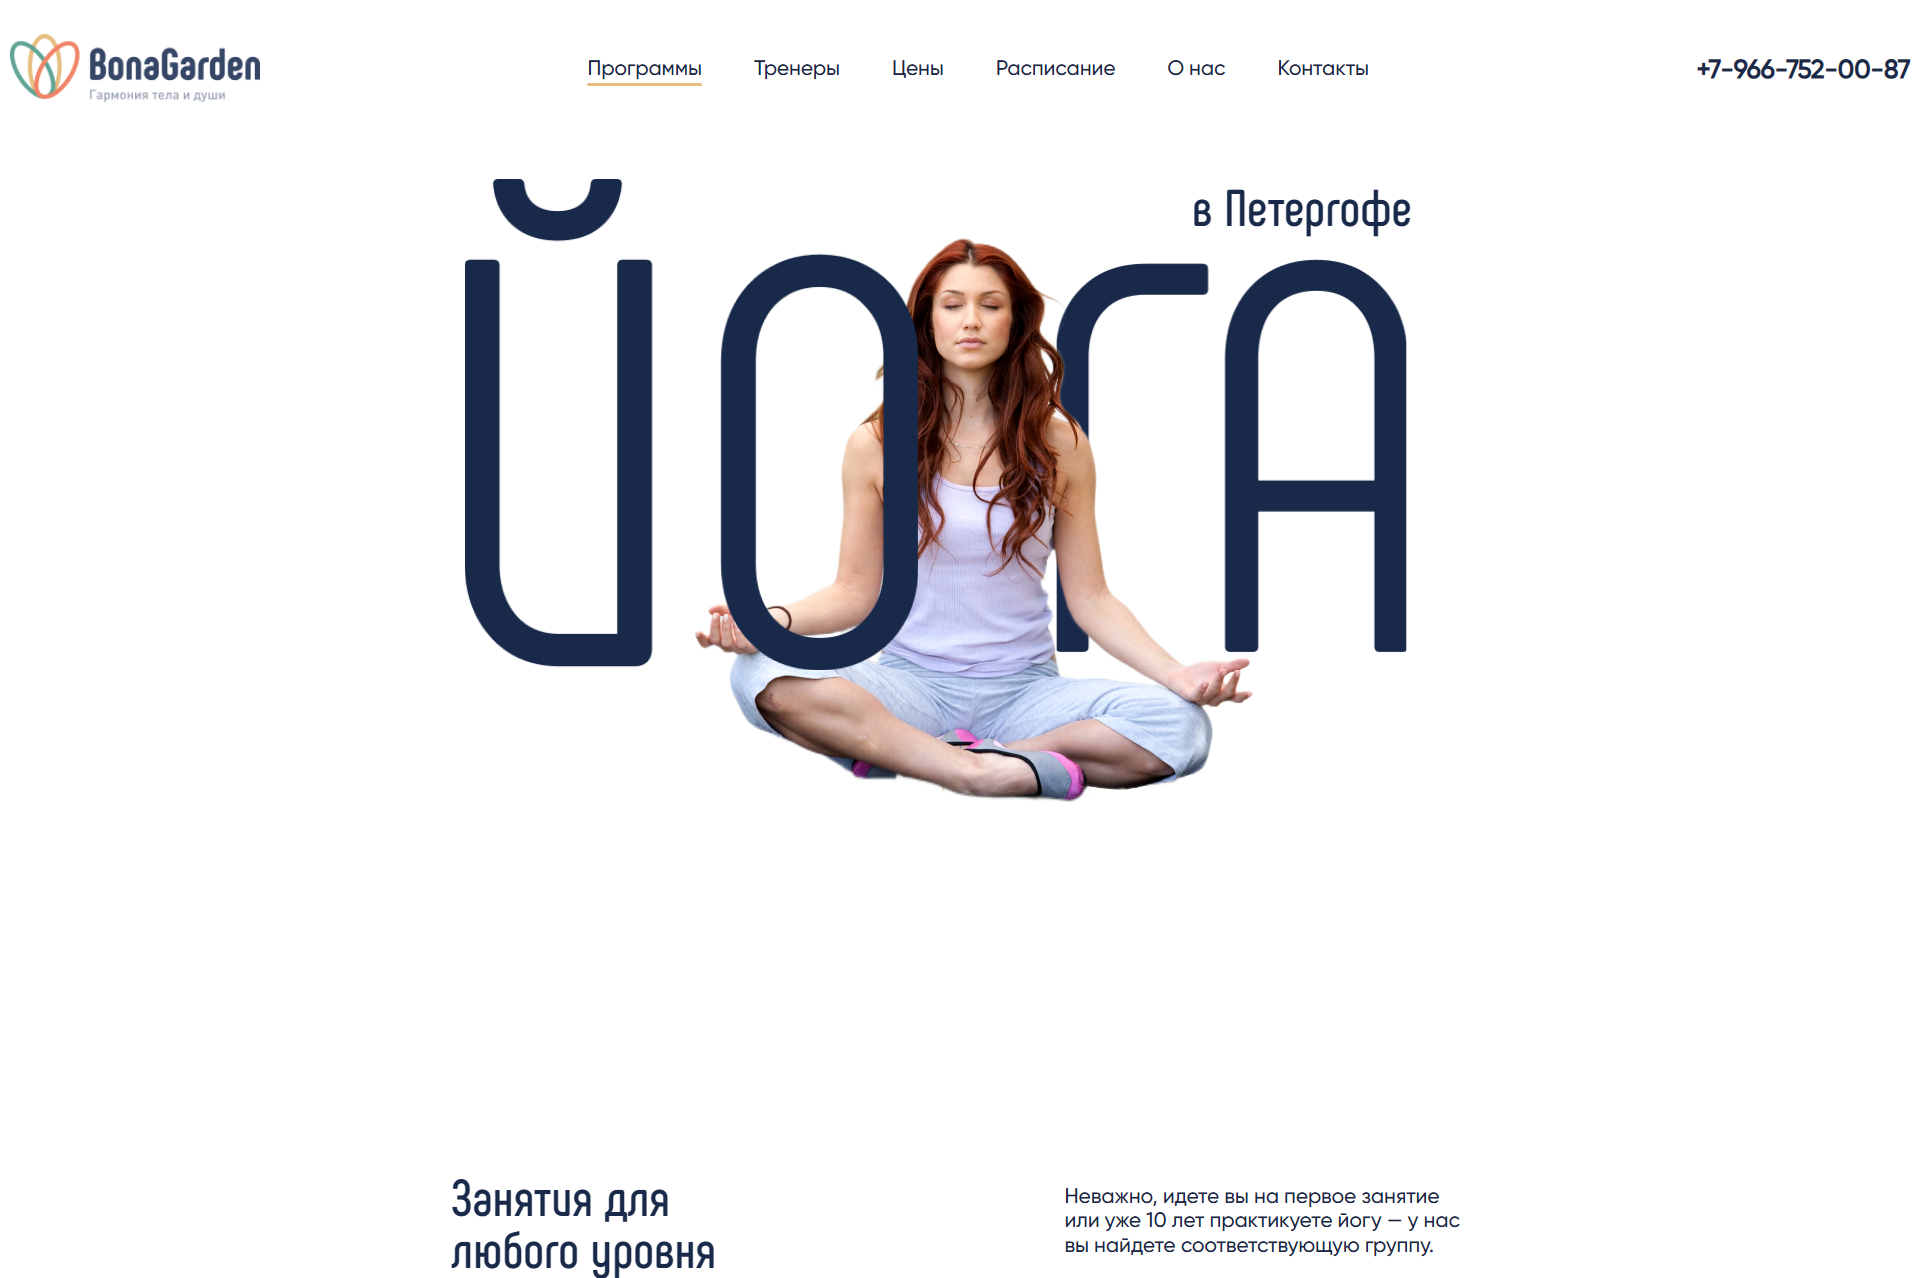 BonaGarden
Гармония тела и души
Программы
Тренеры
Цены
Расписание
О нас
Контакты
+7-966-752-00-87
в Петергофе
ЙОГА
Занятия для
любого уровня
Неважно, идете вы на первое занятие
или уже 10 лет практикуете йогу — у нас
вы найдете соответствующую группу.